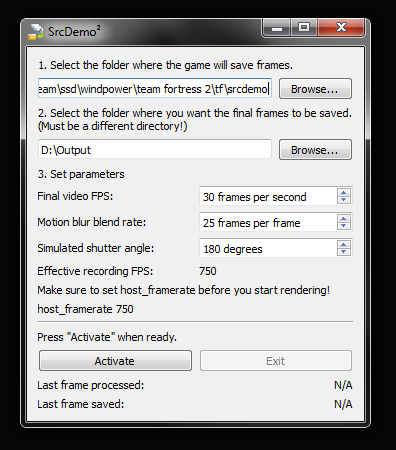 SrcDemo²
1. Select the folder where the game will save frames.
eam\ssd\windpower\team fortress 2\tf\srcdemo
Browse...
2. Select the folder where you want the final frames to be saved.
(Must be a different directory!)
D:\Output
Browse...
3. Set parameters
Final video FPS:
30 frames per second
Motion blur blend rate:
25 frames per frame
Simulated shutter angle:
180 degrees
Effective recording FPS:
750
Make sure to set host_framerate before you start rendering!
host_framerate 750
Press "Activate" when ready.
Activate
Exit
Last frame processed:
N/A
Last frame saved:
N/A